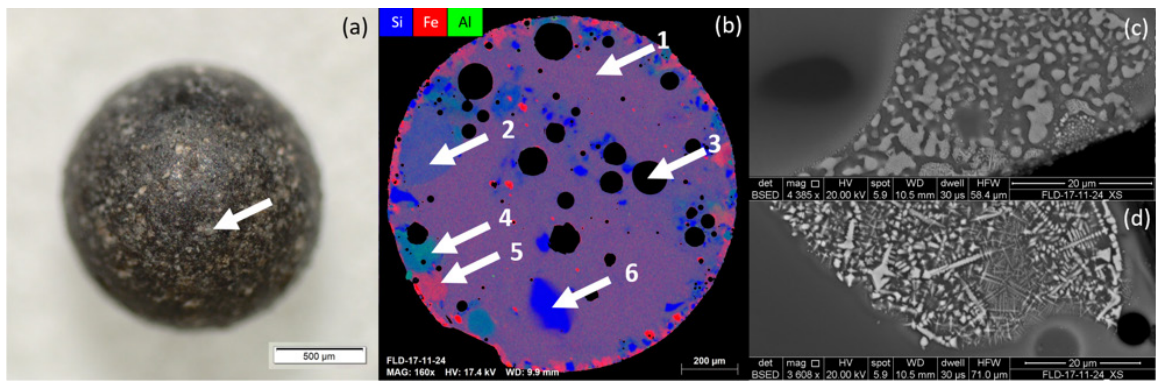 (a)
500 µm
Si Fe Al
(b)
1
2
3
4
5
6
FLD-17-11-24
MAG: 160x HV: 17.4 kV WD: 9.9 mm
200 µm
(c)
det mag □ HV spot WD dwell HFW
BSED 4 385 x 20.00 kV 5.9 10.5 mm 30 µs 58.4 µm
20 µm
FLD-17-11-24_XS
(d)
det mag □ HV spot WD dwell HFW
BSED 3 608 x 20.00 kV 5.9 10.5 mm 30 µs 71.0 µm
20 µm
FLD-17-11-24_XS